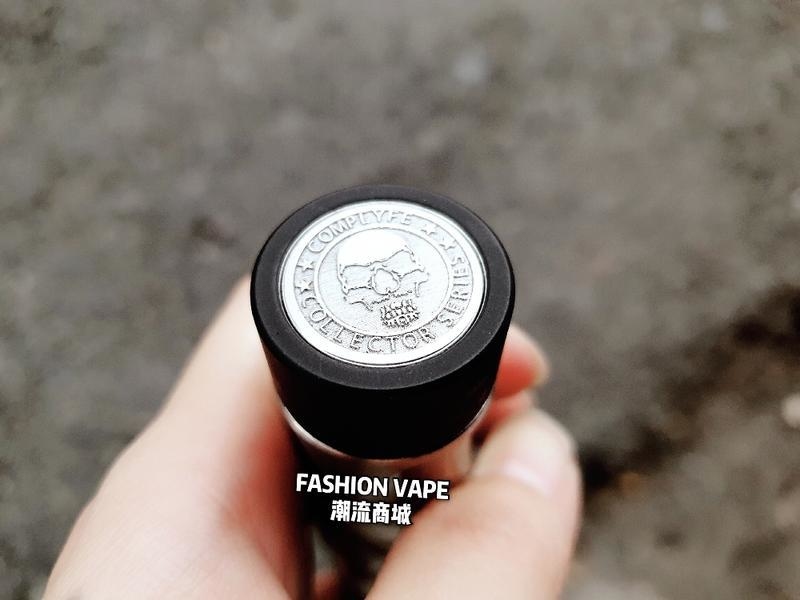 COMPLYFE
COLLECTOR SERIES
FASHION VAPE
潮流商城